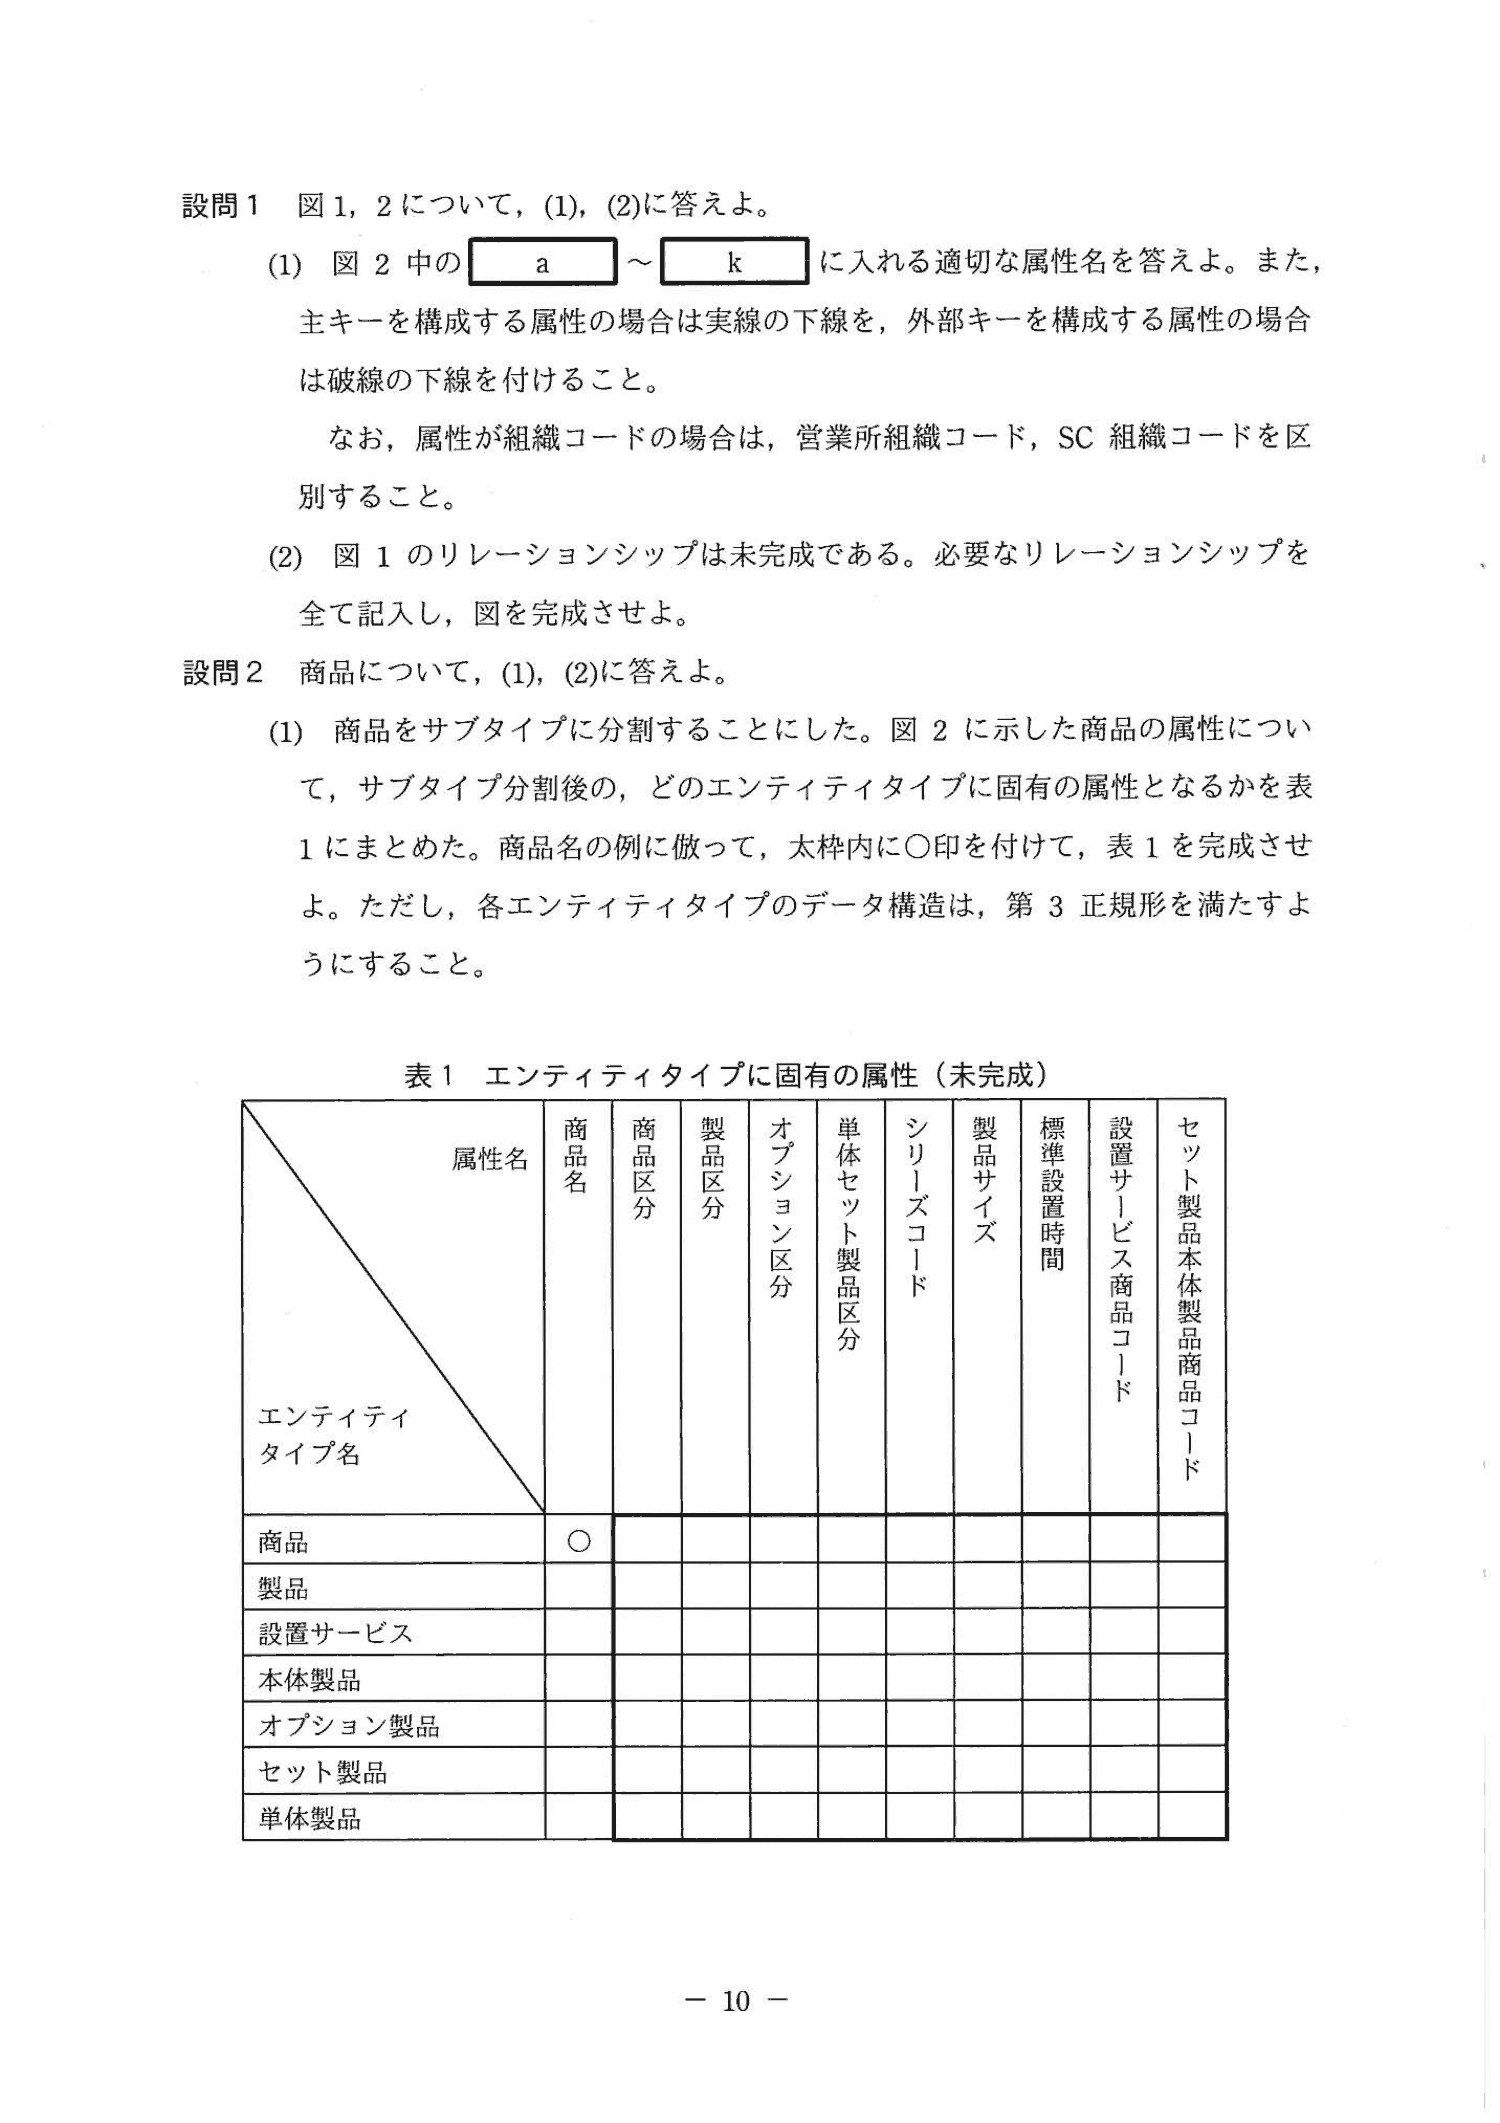 設問1 図1，2について，(1)，(2)に答えよ。
(1) 図2中の a ～ k に入れる適切な属性名を答えよ。また，
主キーを構成する属性の場合は実線の下線を，外部キーを構成する属性の場合
は破線の下線を付けること。
なお，属性が組織コードの場合は，営業所組織コード，SC 組織コードを区
別すること。
(2) 図1のリレーションシップは未完成である。必要なリレーションシップを
全て記入し，図を完成させよ。
設問2 商品について，(1)，(2)に答えよ。
(1) 商品をサブタイプに分割することにした。図2に示した商品の属性につい
て，サブタイプ分割後の，どのエンティティタイプに固有の属性となるかを表
1にまとめた。商品名の例に倣って，太枠内に○印を付けて，表1を完成させ
よ。ただし，各エンティティタイプのデータ構造は，第3正規形を満たすよ
うにすること。
表1 エンティティタイプに固有の属性（未完成）
属性名
エンティティ
タイプ名
商品名
商品区分
製品区分
オプション区分
単体セット製品区分
シリーズコード
製品サイズ
標準設置時間
設置サービス商品コード
セット製品本体製品商品コード
商品 ○
製品
設置サービス
本体製品
オプション製品
セット製品
単体製品
－ 10 －